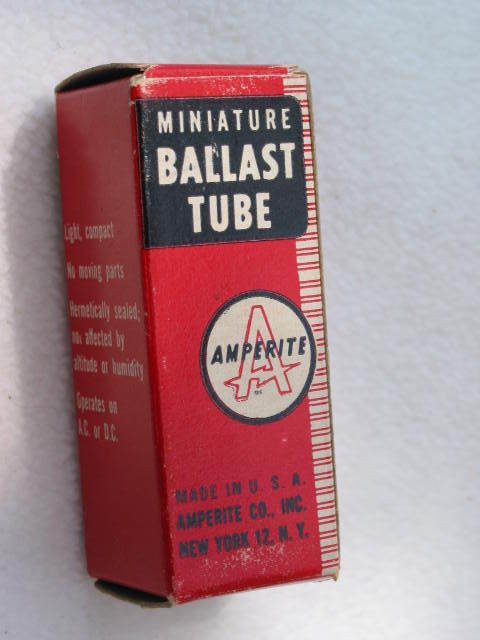 MINIATURE
BALLAST
TUBE
AMPERITE
MADE IN U. S. A.
AMPERITE CO., INC.
NEW YORK 12, N. Y.
Light, compact
No moving parts
Hermetically sealed;
not affected by
altitude or humidity
Operates on
A.C. or D.C.